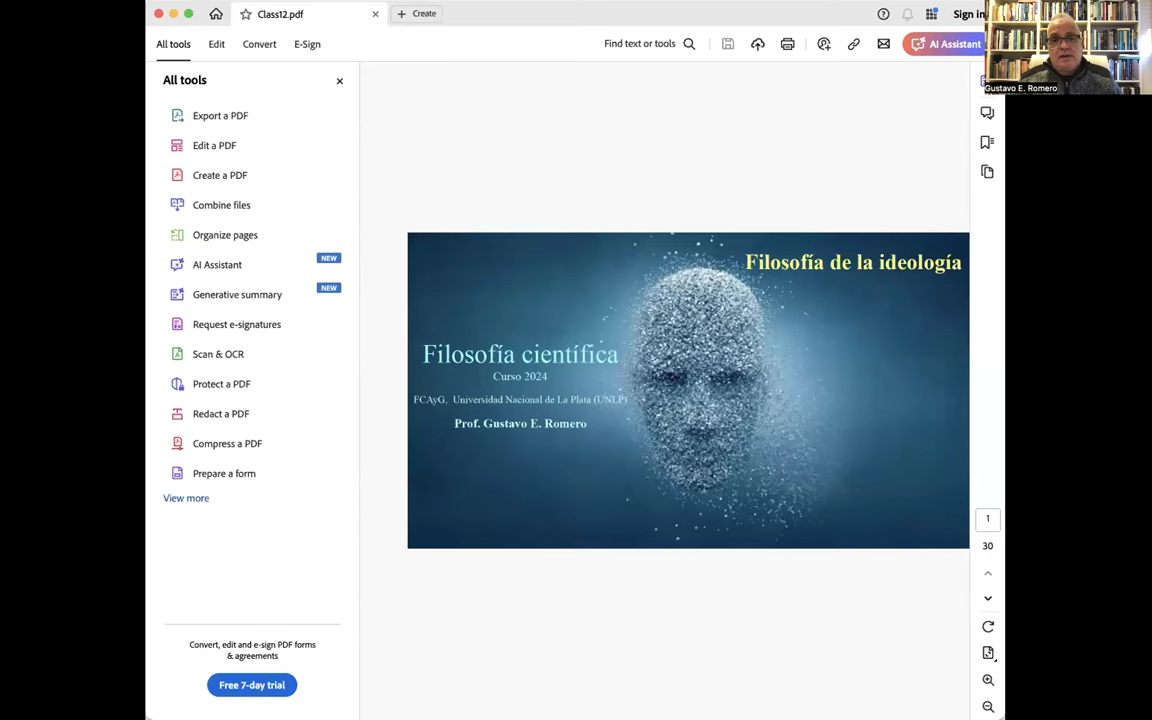 Class12.pdf
Create
Sign in
All tools
Edit
Convert
E-Sign
Find text or tools
AI Assistant
Gustavo E. Romero
All tools
Export a PDF
Edit a PDF
Create a PDF
Combine files
Organize pages
AI Assistant
NEW
Generative summary
NEW
Request e-signatures
Scan & OCR
Protect a PDF
Redact a PDF
Compress a PDF
Prepare a form
View more
Convert, edit and e-sign PDF forms
& agreements
Free 7-day trial
Filosofía de la ideología
Filosofía científica
Curso 2024
FCAyG, Universidad Nacional de La Plata (UNLP)
Prof. Gustavo E. Romero
1
30